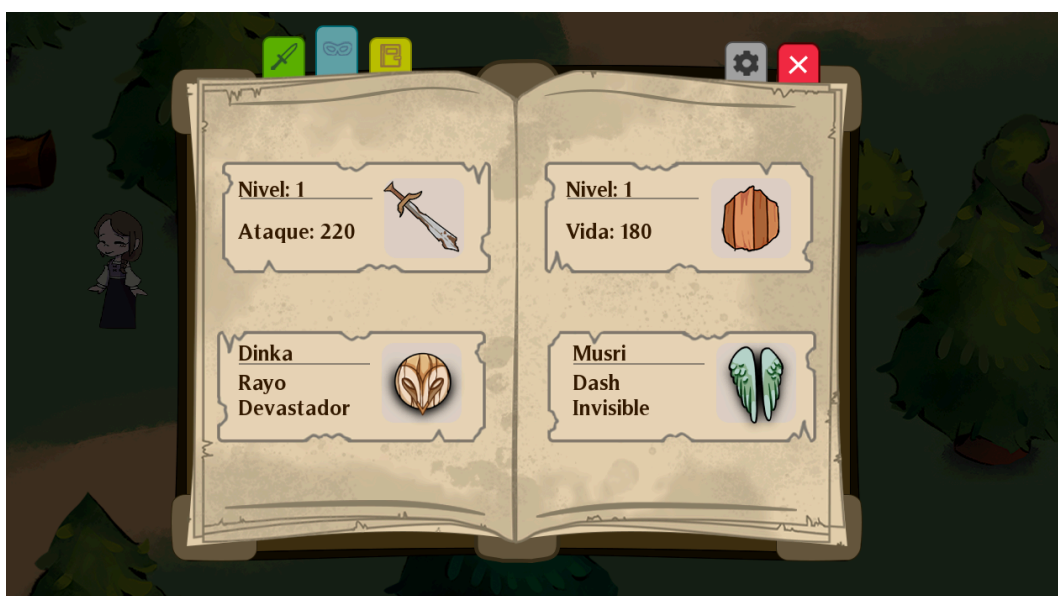 Nivel: 1
Ataque: 220
Nivel: 1
Vida: 180
Dinka
Rayo
Devastador
Musri
Dash
Invisible